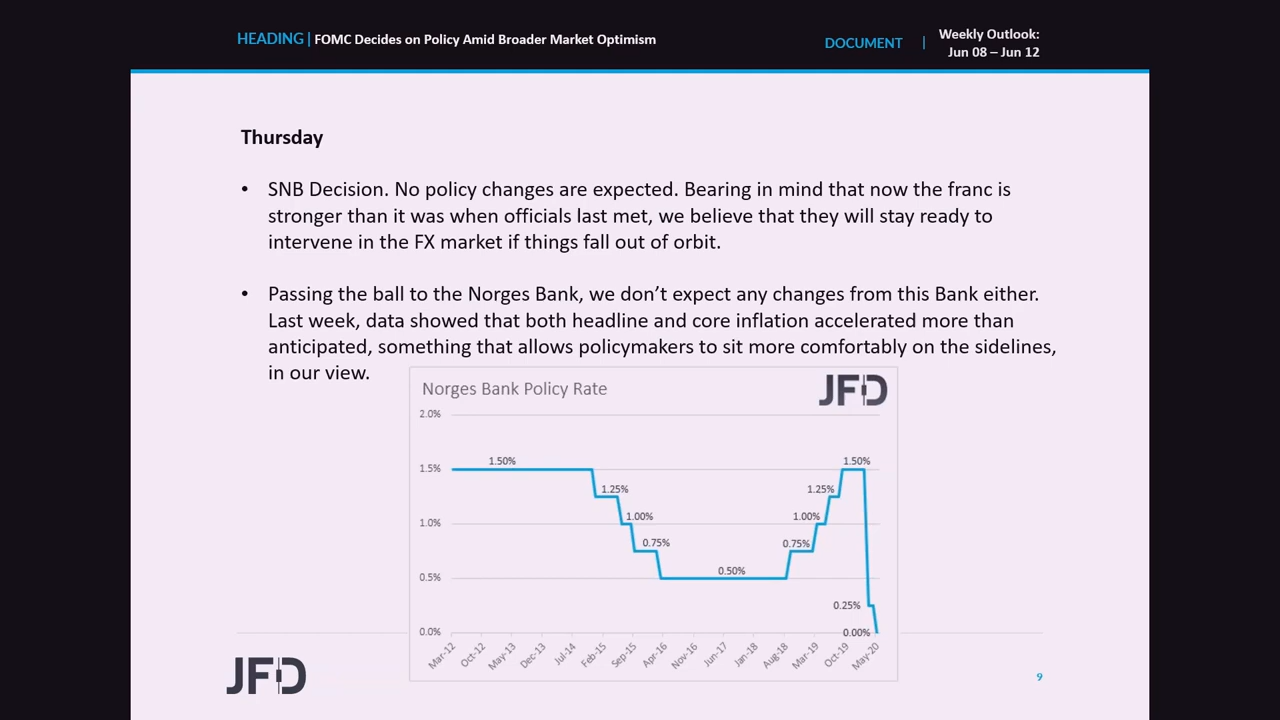 HEADING | FOMC Decides on Policy Amid Broader Market Optimism
DOCUMENT | Weekly Outlook:
Jun 08 – Jun 12
Thursday
• SNB Decision. No policy changes are expected. Bearing in mind that now the franc is
stronger than it was when officials last met, we believe that they will stay ready to
intervene in the FX market if things fall out of orbit.
• Passing the ball to the Norges Bank, we don’t expect any changes from this Bank either.
Last week, data showed that both headline and core inflation accelerated more than
anticipated, something that allows policymakers to sit more comfortably on the sidelines,
in our view.
Norges Bank Policy Rate
JFD
2.0%
1.5%
1.0%
0.5%
0.0%
1.50%
1.25%
1.00%
0.75%
0.50%
0.75%
1.00%
1.25%
1.50%
0.25%
0.00%
Mar-12
Oct-12
May-13
Dec-13
Jul-14
Feb-15
Sep-15
Apr-16
Nov-16
Jun-17
Jan-18
Aug-18
Mar-19
Oct-19
May-20
JFD
9